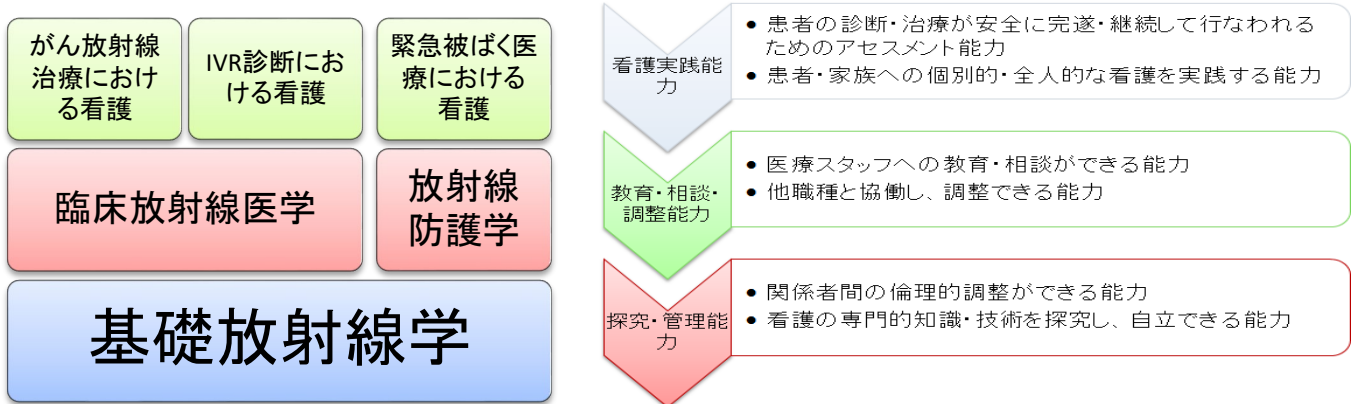 がん放射線
治療におけ
る看護
IVR診断にお
ける看護
緊急被ばく医
療における
看護
臨床放射線医学
放射線
防護学
基礎放射線学
看護実践能
力
● 患者の診断・治療が安全に完遂・継続して行なわれる
ためのアセスメント能力
● 患者・家族への個別的・全人的な看護を実践する能力
教育・相談・
調整能力
● 医療スタッフへの教育・相談ができる能力
● 他職種と協働し、調整できる能力
探究・管理能
力
● 関係者間の倫理的調整ができる能力
● 看護の専門的知識・技術を探究し、自立できる能力